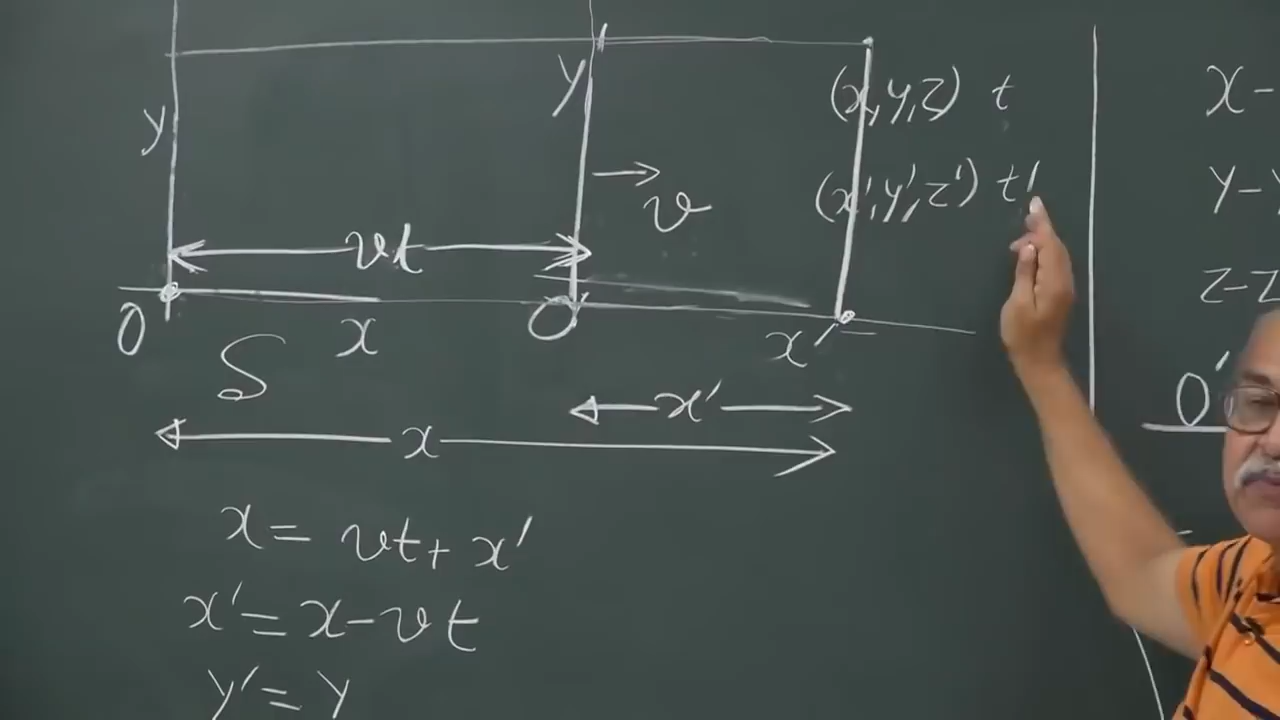 (x,y,z) t
x-
y
y
(x',y',z') t'
y-y
v
vt
z-z
O
x
O
x'
S
x'
O'
x
x = vt + x'
x' = x - vt
y' = y